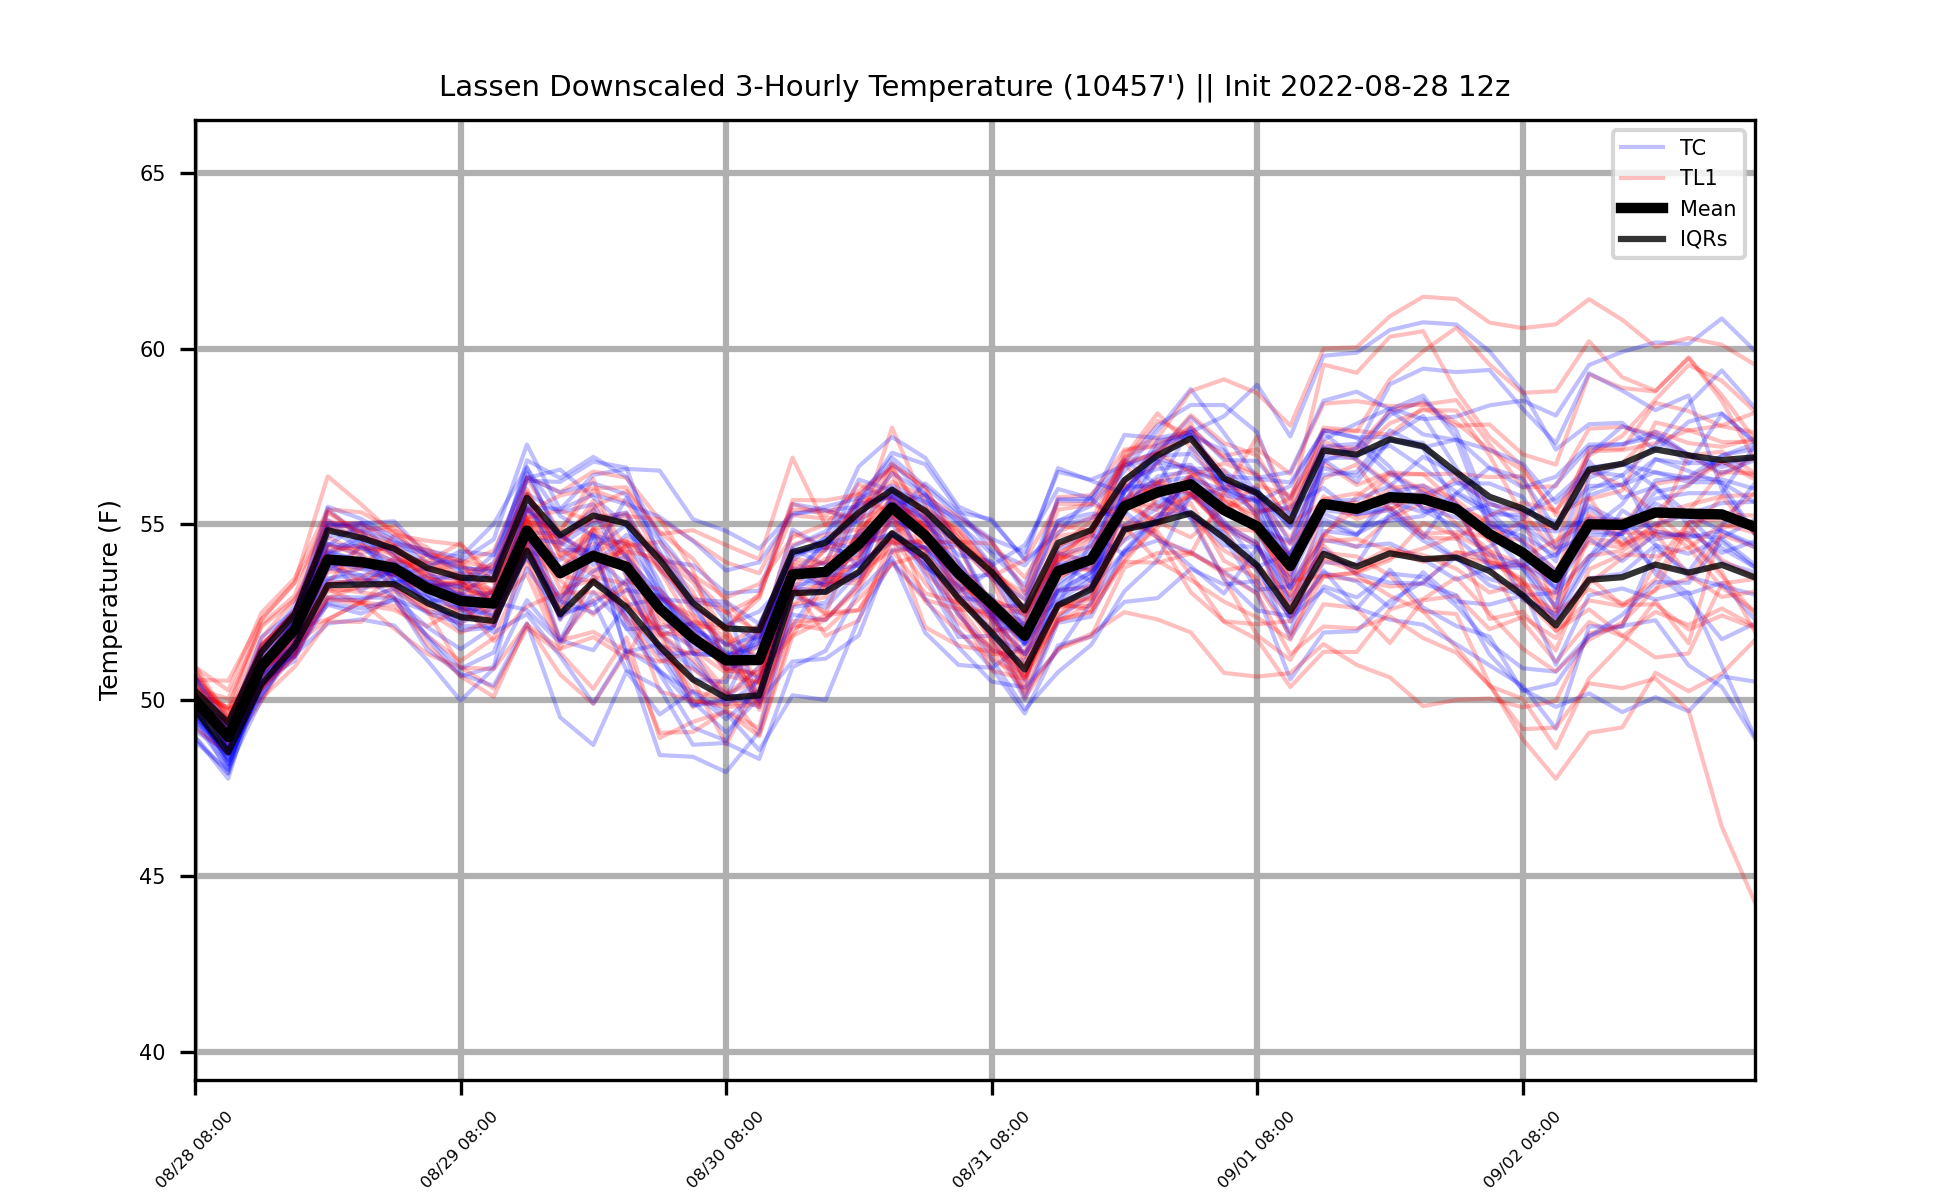 Lassen Downscaled 3-Hourly Temperature (10457') || Init 2022-08-28 12z
TC
TL1
Mean
IQRs
Temperature (F)
65
60
55
50
45
40
08/28 08:00
08/29 08:00
08/30 08:00
08/31 08:00
09/01 08:00
09/02 08:00